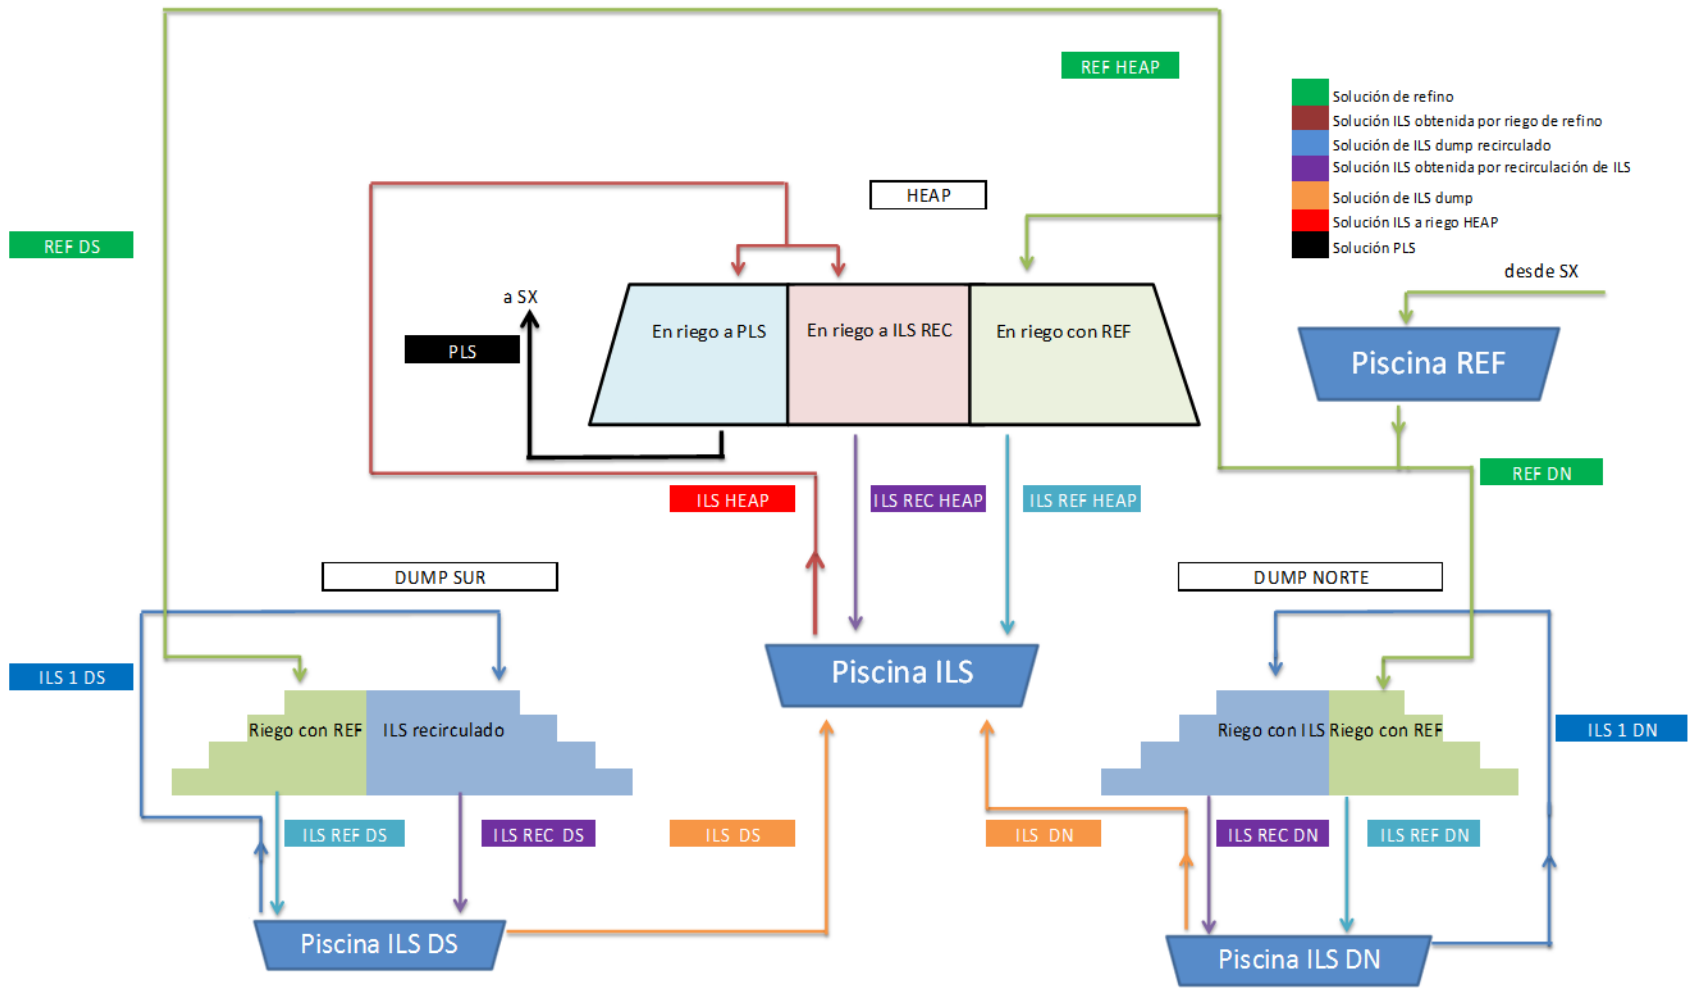 REF HEAP
Solución de refino
Solución ILS obtenida por riego de refino
Solución de ILS dump recirculado
Solución ILS obtenida por recirculación de ILS
Solución de ILS dump
Solución ILS a riego HEAP
Solución PLS
HEAP
REF DS
desde SX
a SX
PLS
En riego a PLS
En riego a ILS REC
En riego con REF
Piscina REF
REF DN
ILS HEAP
ILS REC HEAP
ILS REF HEAP
DUMP SUR
DUMP NORTE
ILS 1 DS
Piscina ILS
Riego con REF
ILS recirculado
Riego con ILS
Riego con REF
ILS 1 DN
ILS REF DS
ILS REC DS
ILS DS
ILS DN
ILS REC DN
ILS REF DN
Piscina ILS DS
Piscina ILS DN